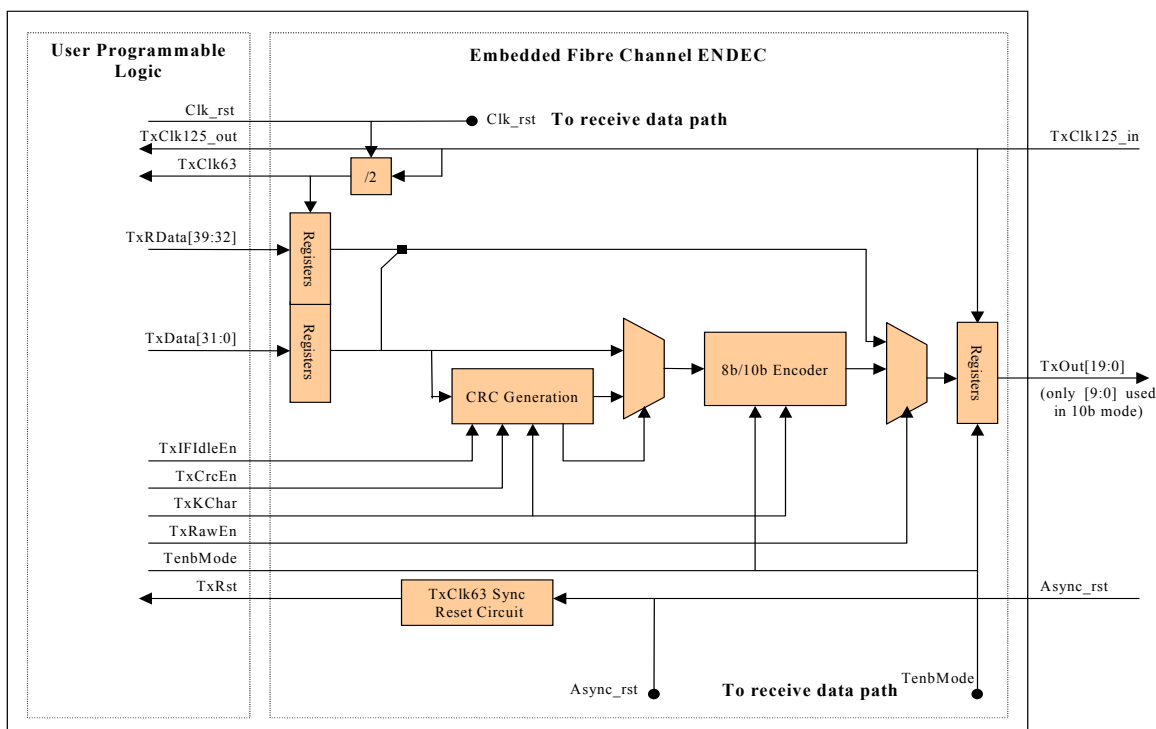 User Programmable
Logic
Embedded Fibre Channel ENDEC
Clk_rst
Clk_rst
To receive data path
TxClk125_out
TxClk125_in
TxClk63
/2
Registers
TxRData[39:32]
Registers
TxData[31:0]
8b/10b Encoder
Registers
TxOut[19:0]
(only [9:0] used
in 10b mode)
CRC Generation
TxIFIdleEn
TxCrcEn
TxKChar
TxRawEn
TenbMode
TxRst
TxClk63 Sync
Reset Circuit
Async_rst
Async_rst
To receive data path
TenbMode